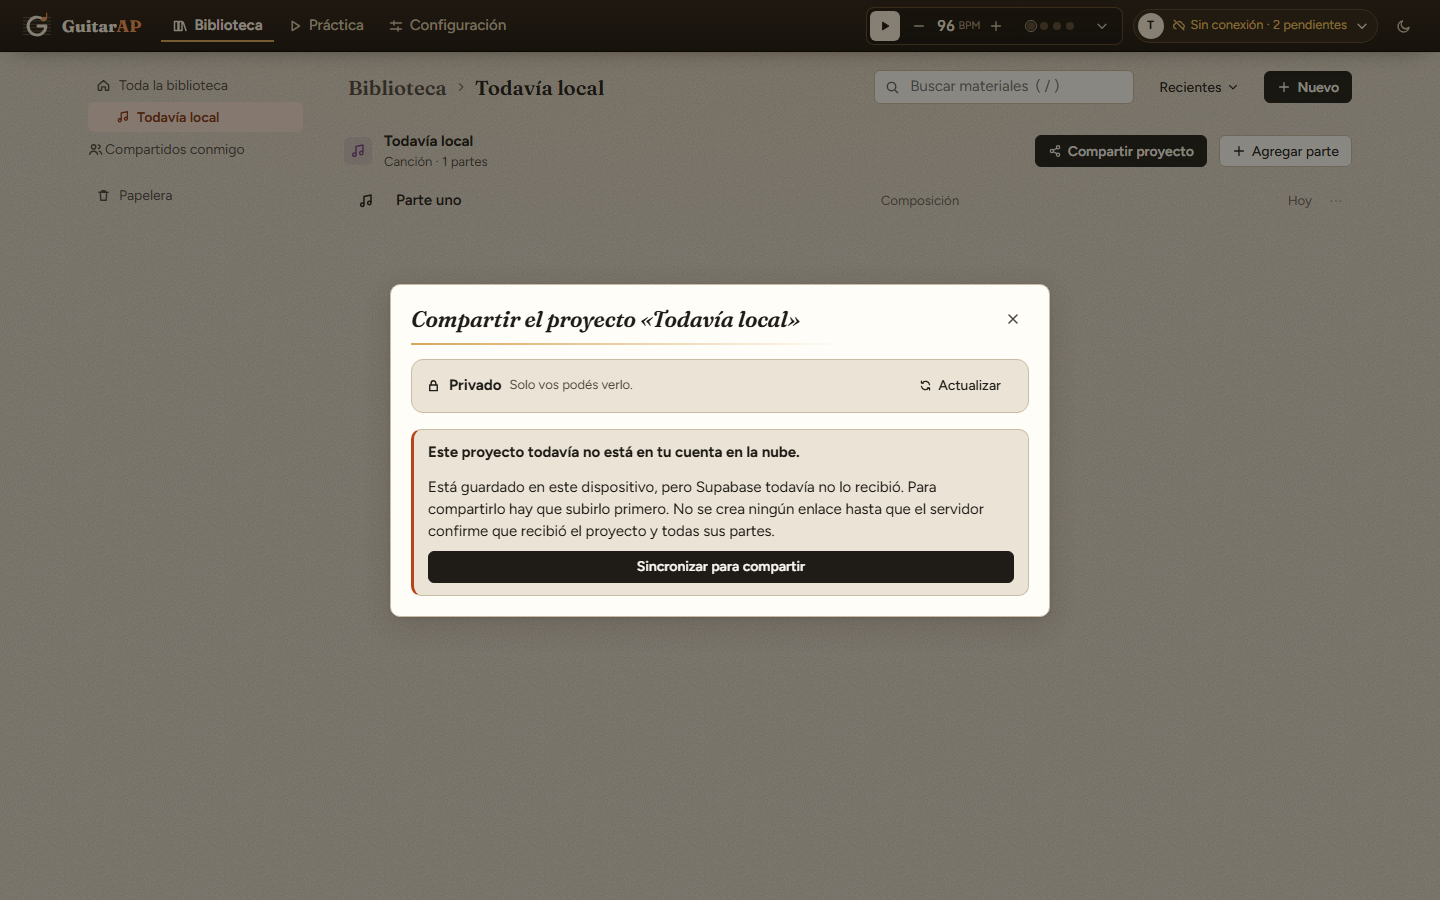 GuitarAP
Biblioteca
Práctica
Configuración
96 BPM
T
Sin conexión · 2 pendientes
Toda la biblioteca
Todavía local
Compartidos conmigo
Papelera
Biblioteca › Todavía local
Buscar materiales ( / )
Recientes
+ Nuevo
Todavía local
Canción · 1 partes
Compartir proyecto
+ Agregar parte
Parte uno
Composición
Hoy
···
Compartir el proyecto «Todavía local»
Privado Solo vos podés verlo.
Actualizar
Este proyecto todavía no está en tu cuenta en la nube.
Está guardado en este dispositivo, pero Supabase todavía no lo recibió. Para
compartirlo hay que subirlo primero. No se crea ningún enlace hasta que el servidor
confirme que recibió el proyecto y todas sus partes.
Sincronizar para compartir